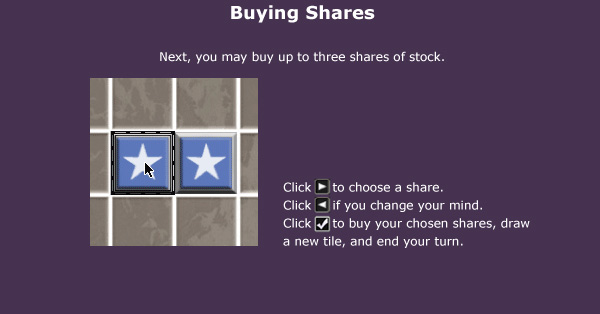 Buying Shares
Next, you may buy up to three shares of stock.
Click to choose a share.
Click if you change your mind.
Click to buy your chosen shares, draw
a new tile, and end your turn.